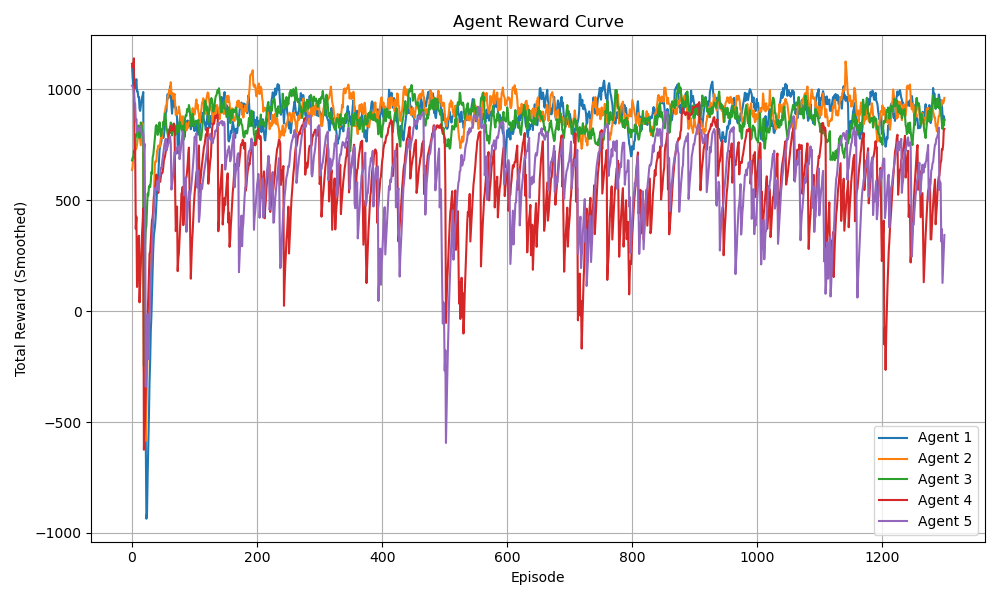 Agent Reward Curve
Total Reward (Smoothed)
1000
500
0
−500
−1000
0
200
400
600
800
1000
1200
Episode
Agent 1
Agent 2
Agent 3
Agent 4
Agent 5